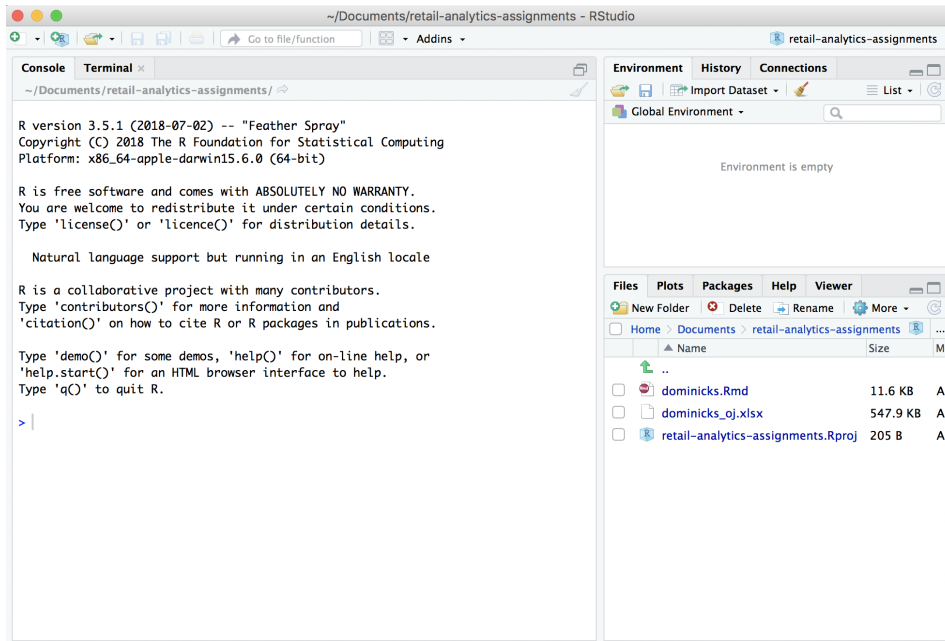 ~/Documents/retail-analytics-assignments - RStudio
Go to file/function
Addins
retail-analytics-assignments
Console
Terminal
~/Documents/retail-analytics-assignments/
R version 3.5.1 (2018-07-02) -- "Feather Spray"
Copyright (C) 2018 The R Foundation for Statistical Computing
Platform: x86_64-apple-darwin15.6.0 (64-bit)
R is free software and comes with ABSOLUTELY NO WARRANTY.
You are welcome to redistribute it under certain conditions.
Type 'license()' or 'licence()' for distribution details.
Natural language support but running in an English locale
R is a collaborative project with many contributors.
Type 'contributors()' for more information and
'citation()' on how to cite R or R packages in publications.
Type 'demo()' for some demos, 'help()' for on-line help, or
'help.start()' for an HTML browser interface to help.
Type 'q()' to quit R.
>
Environment
History
Connections
Import Dataset
List
Global Environment
Environment is empty
Files
Plots
Packages
Help
Viewer
New Folder
Delete
Rename
More
Home > Documents > retail-analytics-assignments
R
...
Name
Size
M
..
dominicks.Rmd 11.6 KB A
dominicks_oj.xlsx 547.9 KB A
retail-analytics-assignments.Rproj 205 B A